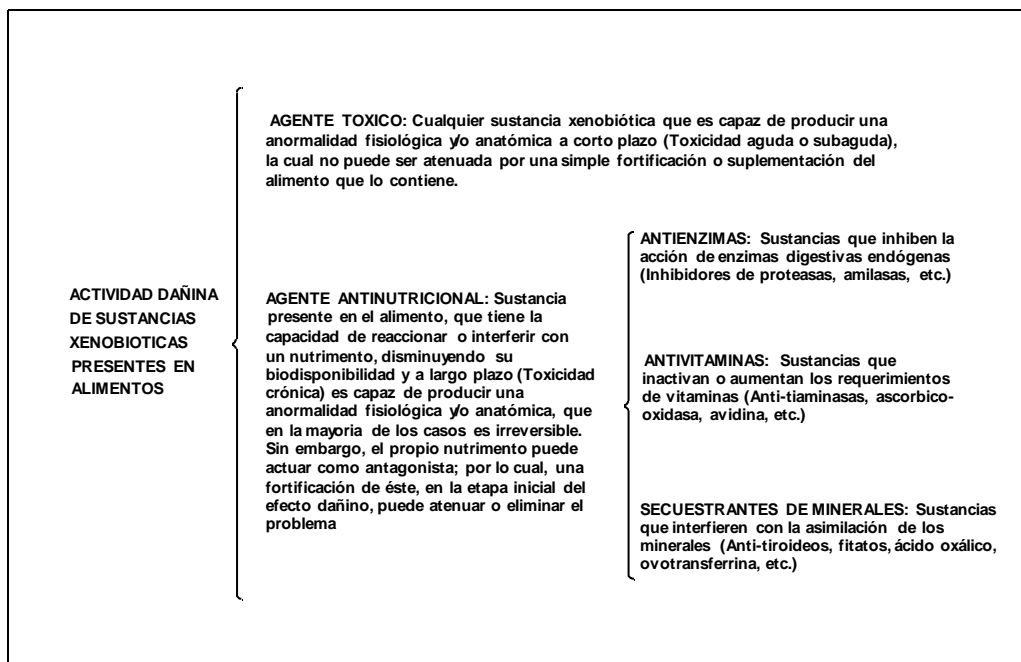 AGENTE TOXICO: Cualquier sustancia xenobiótica que es capaz de producir una
anormalidad fisiológica y/o anatómica a corto plazo (Toxicidad aguda o subaguda),
la cual no puede ser atenuada por una simple fortificación o suplementación del
alimento que lo contiene.
ACTIVIDAD DAÑINA
DE SUSTANCIAS
XENOBIOTICAS
PRESENTES EN
ALIMENTOS
AGENTE ANTINUTRICIONAL: Sustancia
presente en el alimento, que tiene la
capacidad de reaccionar o interferir con
un nutrimento, disminuyendo su
biodisponibilidad y a largo plazo (Toxicidad
crónica) es capaz de producir una
anormalidad fisiológica y/o anatómica, que
en la mayoria de los casos es irreversible.
Sin embargo, el propio nutrimento puede
actuar como antagonista; por lo cual, una
fortificación de éste, en la etapa inicial del
efecto dañino, puede atenuar o eliminar el
problema
ANTIENZIMAS: Sustancias que inhiben la
acción de enzimas digestivas endógenas
(Inhibidores de proteasas, amilasas, etc.)
ANTIVITAMINAS: Sustancias que
inactivan o aumentan los requerimientos
de vitaminas (Anti-tiaminasas, ascorbico-
oxidasa, avidina, etc.)
SECUESTRANTES DE MINERALES: Sustancias
que interfieren con la asimilación de los
minerales (Anti-tiroideos, fitatos, ácido oxálico,
ovotransferrina, etc.)